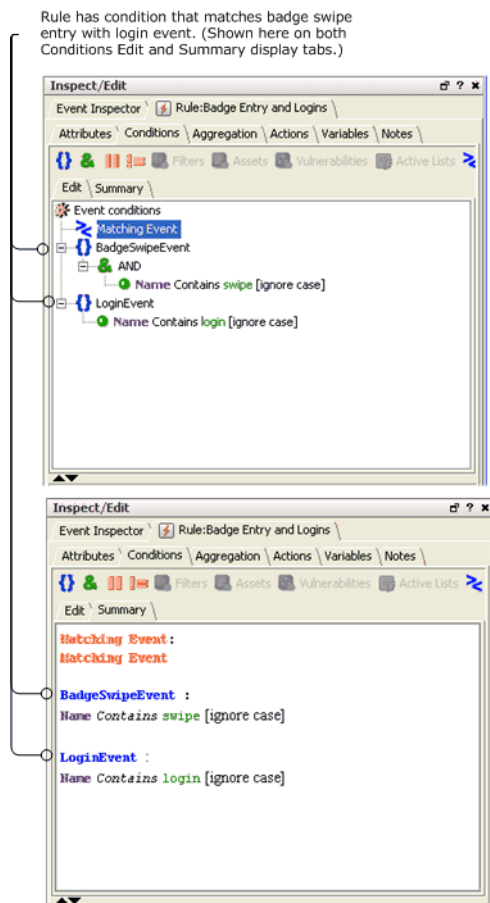 Rule has condition that matches badge swipe
entry with login event. (Shown here on both
Conditions Edit and Summary display tabs.)
Inspect/Edit
Event Inspector Rule:Badge Entry and Logins
Attributes Conditions Aggregation Actions Variables Notes
{} & Filters Assets Vulnerabilities Active Lists
Edit Summary
Event conditions
Matching Event
{} BadgeSwipeEvent
& AND
Name Contains swipe [ignore case]
{} LoginEvent
Name Contains login [ignore case]
Inspect/Edit
Event Inspector Rule:Badge Entry and Logins
Attributes Conditions Aggregation Actions Variables Notes
{} & Filters Assets Vulnerabilities Active Lists
Edit Summary
Matching Event:
Matching Event
BadgeSwipeEvent :
Name Contains swipe [ignore case]
LoginEvent :
Name Contains login [ignore case]